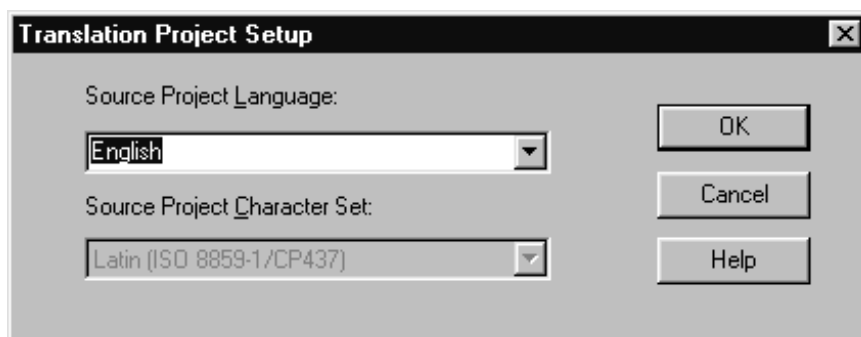 Translation Project Setup
Source Project Language:
OK
English
Cancel
Source Project Character Set:
Latin (ISO 8859-1/CP437)
Help